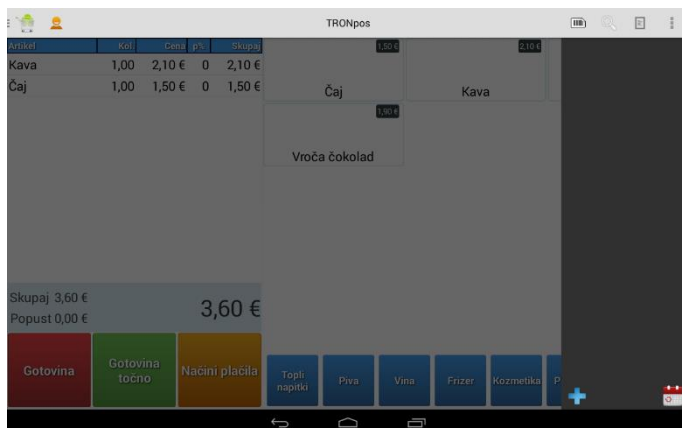 TRONpos
Artikel Kol. Cena p% Skupaj
Kava 1,00 2,10 € 0 2,10 €
Čaj 1,00 1,50 € 0 1,50 €
1,50 €
Čaj
2,10 €
Kava
1,90 €
Vroča čokolad
Skupaj 3,60 €
Popust 0,00 €
3,60 €
Gotovina
Gotovina
točno
Načini plačila
Topli
napitki
Piva
Vina
Frizer
Kozmetika
P